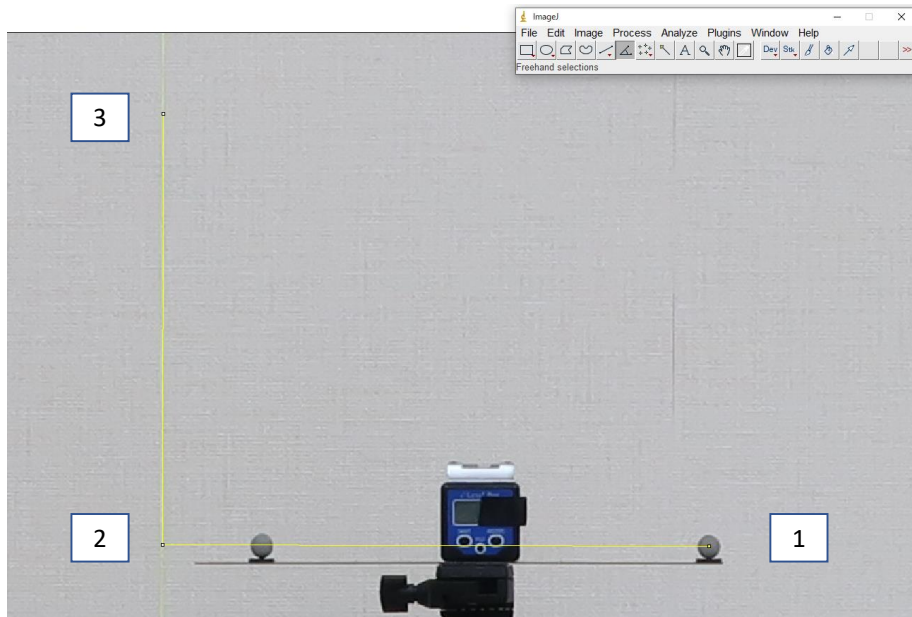 ImageJ
File Edit Image Process Analyze Plugins Window Help
A Dev Stk >>
Freehand selections
3
2
1